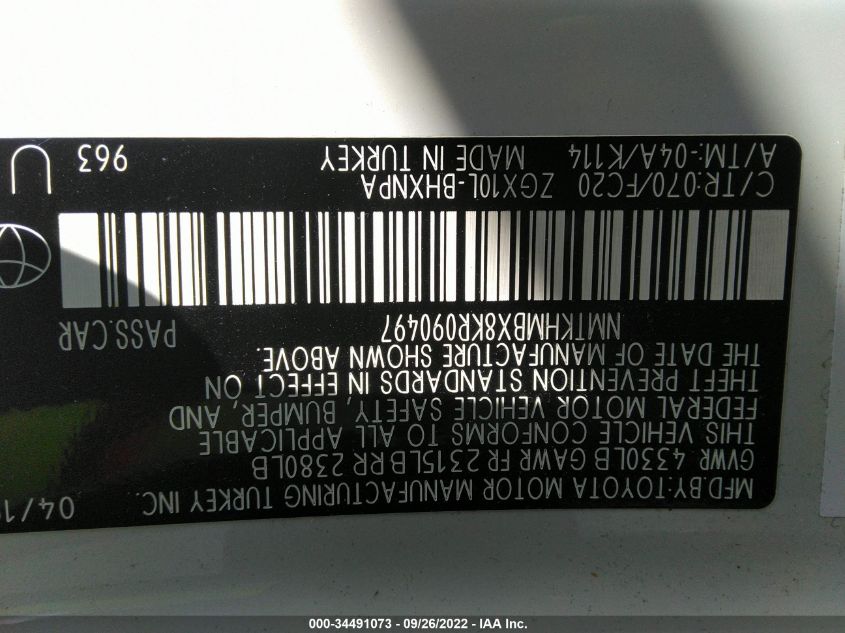 MFD.BY:TOYOTA MOTOR MANUFACTURING TURKEY INC. 04/1
GVWR 4330LB GAWR FR 2315LB RR 2380LB
THIS VEHICLE CONFORMS TO ALL APPLICABLE
FEDERAL MOTOR VEHICLE SAFETY, BUMPER, AND
THEFT PREVENTION STANDARDS IN EFFECT ON
THE DATE OF MANUFACTURE SHOWN ABOVE.
NMTKHMBX8KR090497 PASS.CAR
C/TR:070/FC20 ZGX10L-BHXNPA
A/TM:-04A/K114 MADE IN TURKEY 963 U
000-34491073 - 09/26/2022 - IAA Inc.